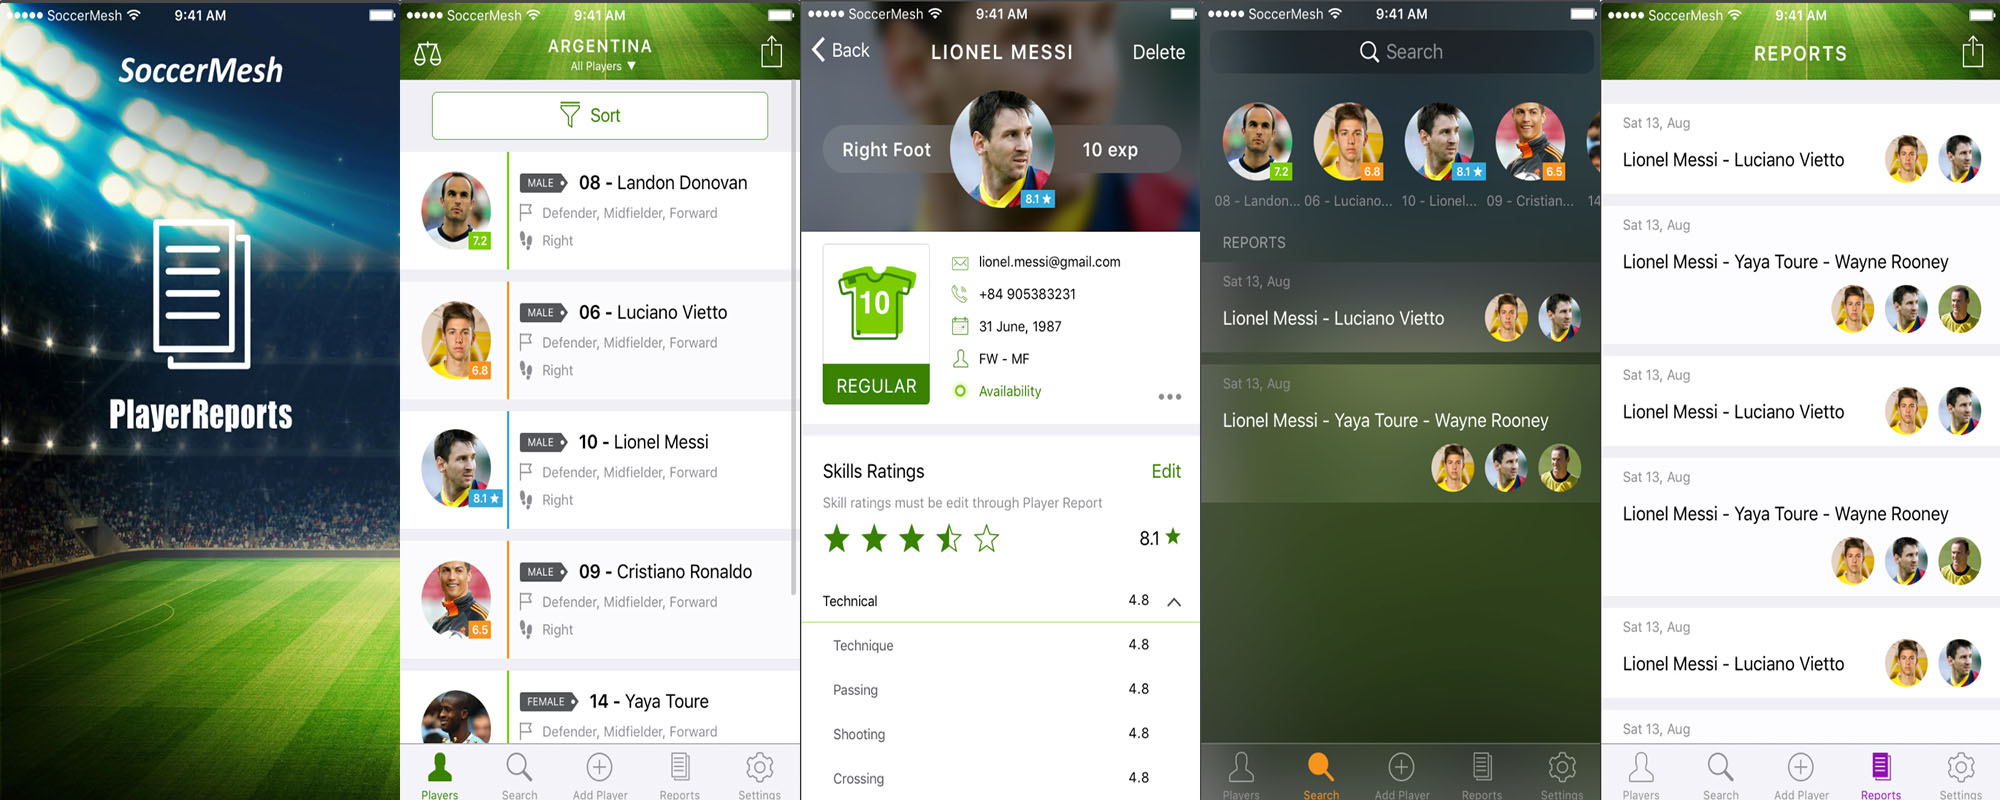 SoccerMesh 9:41 AM
SoccerMesh
PlayerReports
SoccerMesh 9:41 AM
ARGENTINA
All Players ▼
Sort
MALE 08 - Landon Donovan
Defender, Midfielder, Forward
7.2 Right
MALE 06 - Luciano Vietto
Defender, Midfielder, Forward
6.8 Right
MALE 10 - Lionel Messi
Defender, Midfielder, Forward
8.1 ★ Right
MALE 09 - Cristiano Ronaldo
Defender, Midfielder, Forward
6.5 Right
FEMALE 14 - Yaya Toure
Defender, Midfielder, Forward
Players Search Add Player Reports Settings
SoccerMesh 9:41 AM
Back LIONEL MESSI Delete
Right Foot 10 exp
8.1 ★
10
REGULAR
lionel.messi@gmail.com
+84 905383231
31 June, 1987
FW - MF
Availability
Skills Ratings Edit
Skill ratings must be edit through Player Report
8.1 ★
Technical 4.8
Technique 4.8
Passing 4.8
Shooting 4.8
Crossing 4.8
SoccerMesh 9:41 AM
Search
7.2 6.8 8.1 ★ 6.5
08 - Landon... 06 - Luciano... 10 - Lionel... 09 - Cristian... 14
REPORTS
Sat 13, Aug
Lionel Messi - Luciano Vietto
Sat 13, Aug
Lionel Messi - Yaya Toure - Wayne Rooney
Players Search Add Player Reports Settings
SoccerMesh 9:41 AM
REPORTS
Sat 13, Aug
Lionel Messi - Luciano Vietto
Sat 13, Aug
Lionel Messi - Yaya Toure - Wayne Rooney
Sat 13, Aug
Lionel Messi - Luciano Vietto
Sat 13, Aug
Lionel Messi - Yaya Toure - Wayne Rooney
Sat 13, Aug
Lionel Messi - Luciano Vietto
Sat 13, Aug
Players Search Add Player Reports Settings